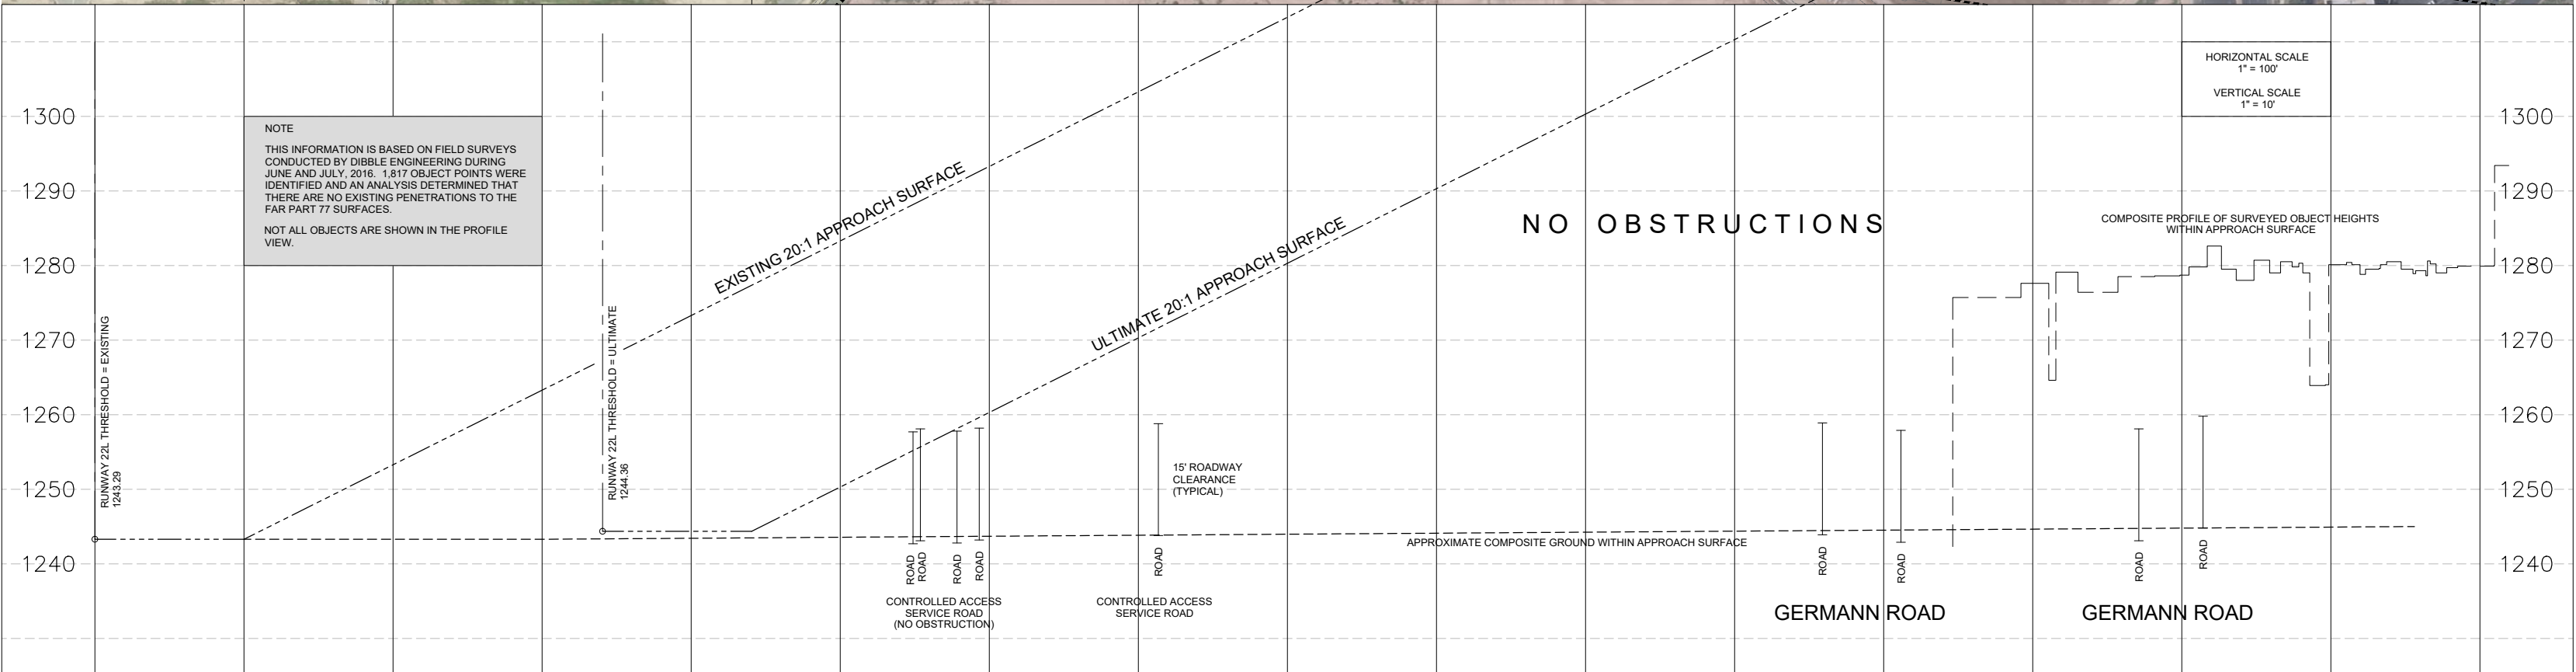 HORIZONTAL SCALE
1" = 100'
VERTICAL SCALE
1" = 10'
1300
1290
1280
1270
1260
1250
1240
NOTE
THIS INFORMATION IS BASED ON FIELD SURVEYS
CONDUCTED BY DIBBLE ENGINEERING DURING
JUNE AND JULY, 2016. 1,817 OBJECT POINTS WERE
IDENTIFIED AND AN ANALYSIS DETERMINED THAT
THERE ARE NO EXISTING PENETRATIONS TO THE
FAR PART 77 SURFACES.
NOT ALL OBJECTS ARE SHOWN IN THE PROFILE
VIEW.
RUNWAY 22L THRESHOLD = EXISTING
1243.29
RUNWAY 22L THRESHOLD = ULTIMATE
1244.36
EXISTING 20:1 APPROACH SURFACE
ULTIMATE 20:1 APPROACH SURFACE
NO OBSTRUCTIONS
COMPOSITE PROFILE OF SURVEYED OBJECT HEIGHTS
WITHIN APPROACH SURFACE
15' ROADWAY
CLEARANCE
(TYPICAL)
APPROXIMATE COMPOSITE GROUND WITHIN APPROACH SURFACE
ROAD
ROAD
ROAD
ROAD
ROAD
ROAD
ROAD
ROAD
ROAD
CONTROLLED ACCESS
SERVICE ROAD
(NO OBSTRUCTION)
CONTROLLED ACCESS
SERVICE ROAD
GERMANN ROAD
GERMANN ROAD
1300
1290
1280
1270
1260
1250
1240